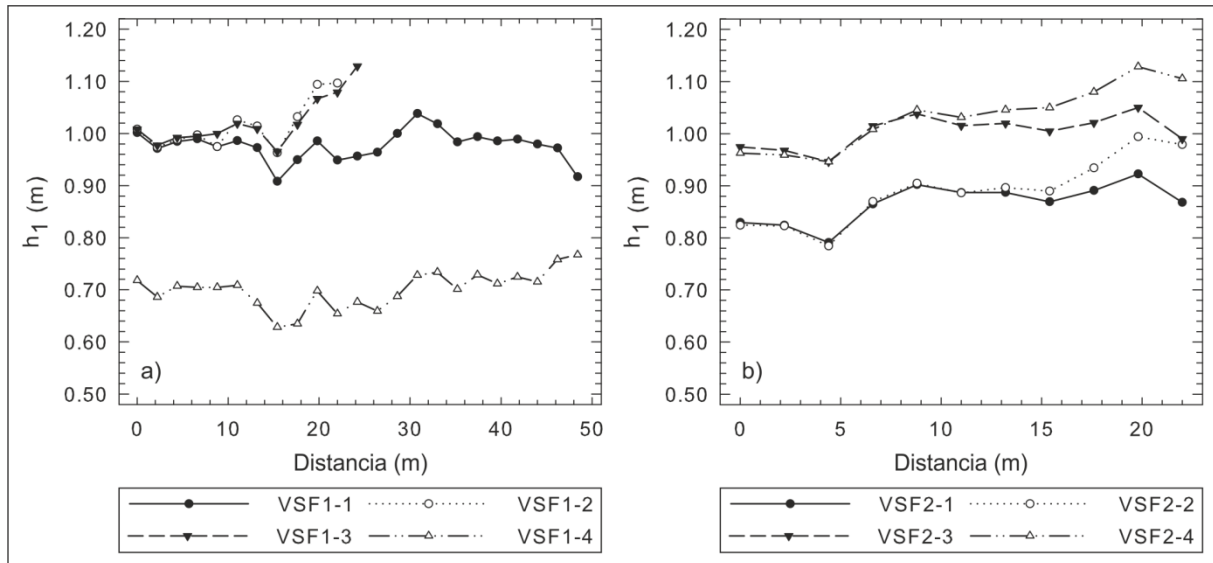 1.20
1.10
1.00
0.90
0.80
0.70
0.60
0.50
h1 (m)
a)
0 10 20 30 40 50
Distancia (m)
VSF1-1 VSF1-2
VSF1-3 VSF1-4
1.20
1.10
1.00
0.90
0.80
0.70
0.60
0.50
h1 (m)
b)
0 5 10 15 20
Distancia (m)
VSF2-1 VSF2-2
VSF2-3 VSF2-4